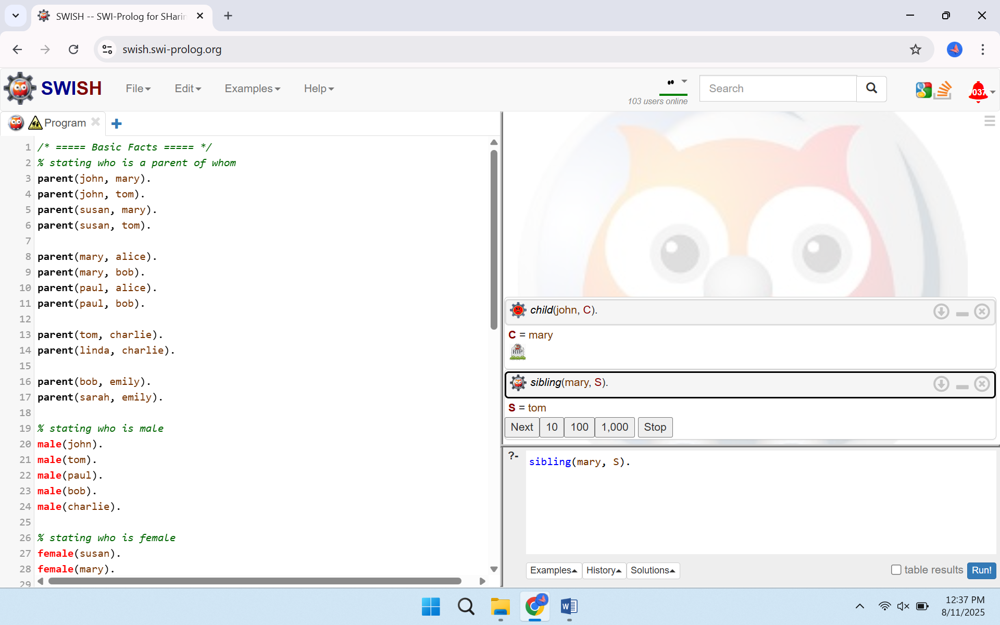 SWISH -- SWI-Prolog for SHarin
swish.swi-prolog.org
SWISH File Edit Examples Help
103 users online
Search
037
Program
1 /* ===== Basic Facts ===== */
2 % stating who is a parent of whom
3 parent(john, mary).
4 parent(john, tom).
5 parent(susan, mary).
6 parent(susan, tom).
7
8 parent(mary, alice).
9 parent(mary, bob).
10 parent(paul, alice).
11 parent(paul, bob).
12
13 parent(tom, charlie).
14 parent(linda, charlie).
15
16 parent(bob, emily).
17 parent(sarah, emily).
18
19 % stating who is male
20 male(john).
21 male(tom).
22 male(paul).
23 male(bob).
24 male(charlie).
25
26 % stating who is female
27 female(susan).
28 female(mary).
29
child(john, C).
C = mary
RIP
sibling(mary, S).
S = tom
Next 10 100 1,000 Stop
?- sibling(mary, S).
Examples History Solutions table results Run!
W
12:37 PM
8/11/2025